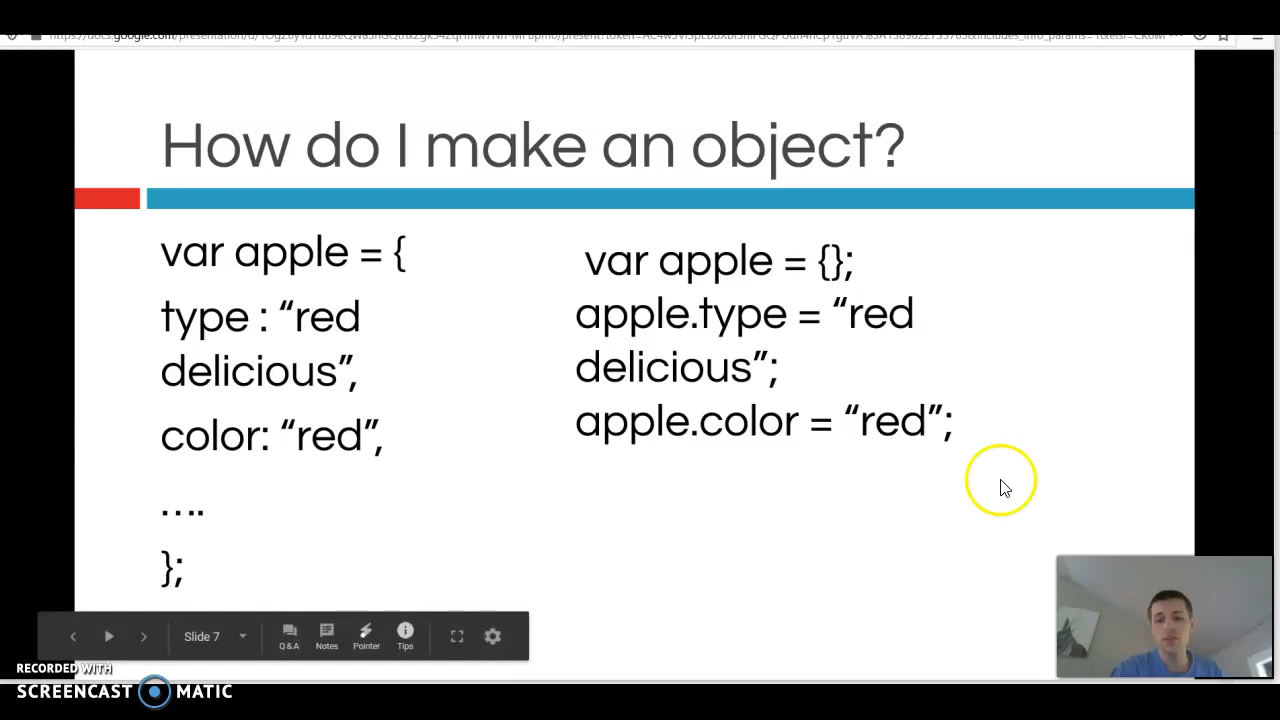 How do I make an object?
var apple = {
type : “red
delicious”,
color: “red”,
....
};
var apple = {};
apple.type = “red
delicious”;
apple.color = “red”;
Slide 7
Q&A
Notes
Pointer
Tips
RECORDED WITH
SCREENCAST MATIC